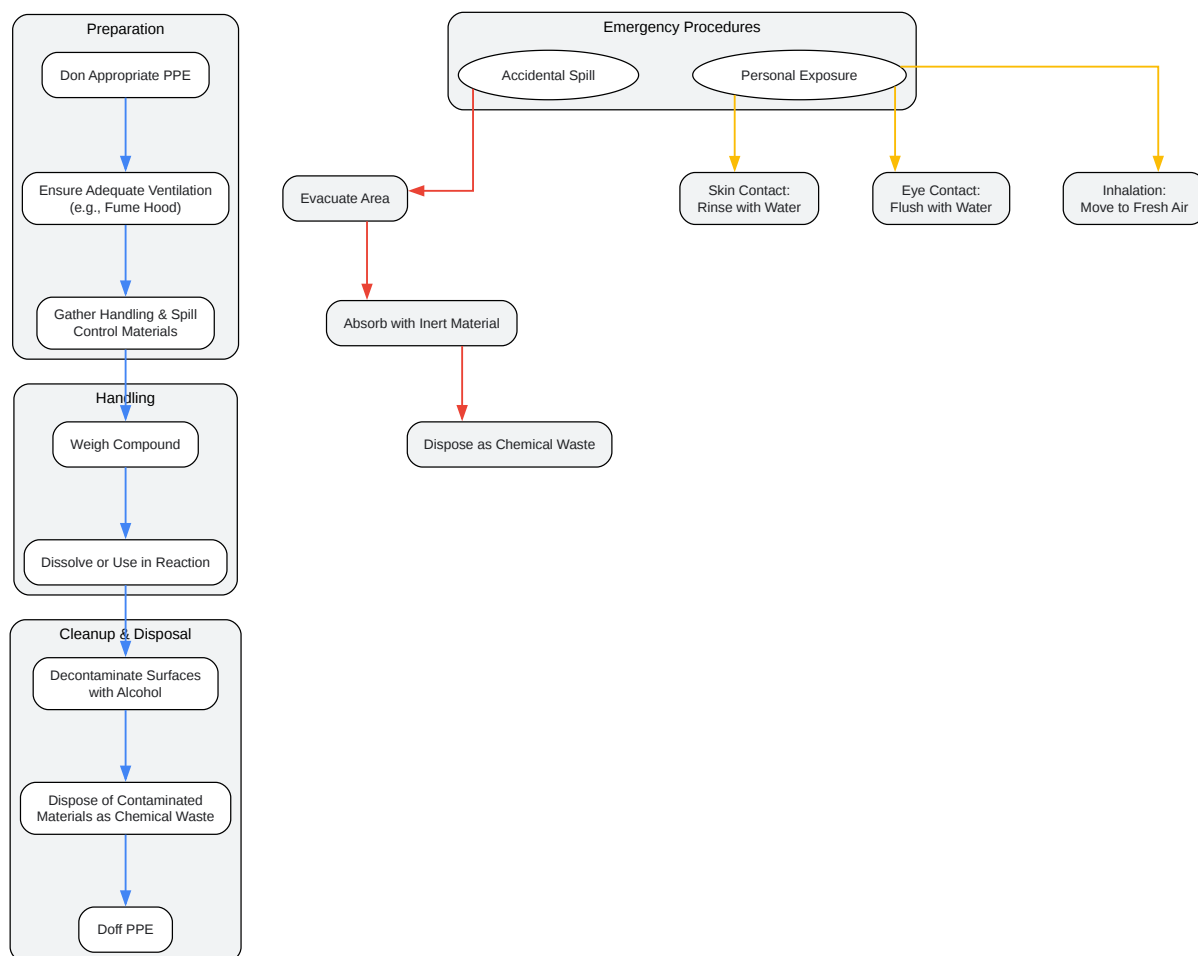 Preparation
Don Appropriate PPE
Ensure Adequate Ventilation
(e.g., Fume Hood)
Gather Handling & Spill
Control Materials
Handling
Weigh Compound
Dissolve or Use in Reaction
Cleanup & Disposal
Decontaminate Surfaces
with Alcohol
Dispose of Contaminated
Materials as Chemical Waste
Doff PPE
Emergency Procedures
Accidental Spill
Personal Exposure
Evacuate Area
Absorb with Inert Material
Dispose as Chemical Waste
Skin Contact:
Rinse with Water
Eye Contact:
Flush with Water
Inhalation:
Move to Fresh Air